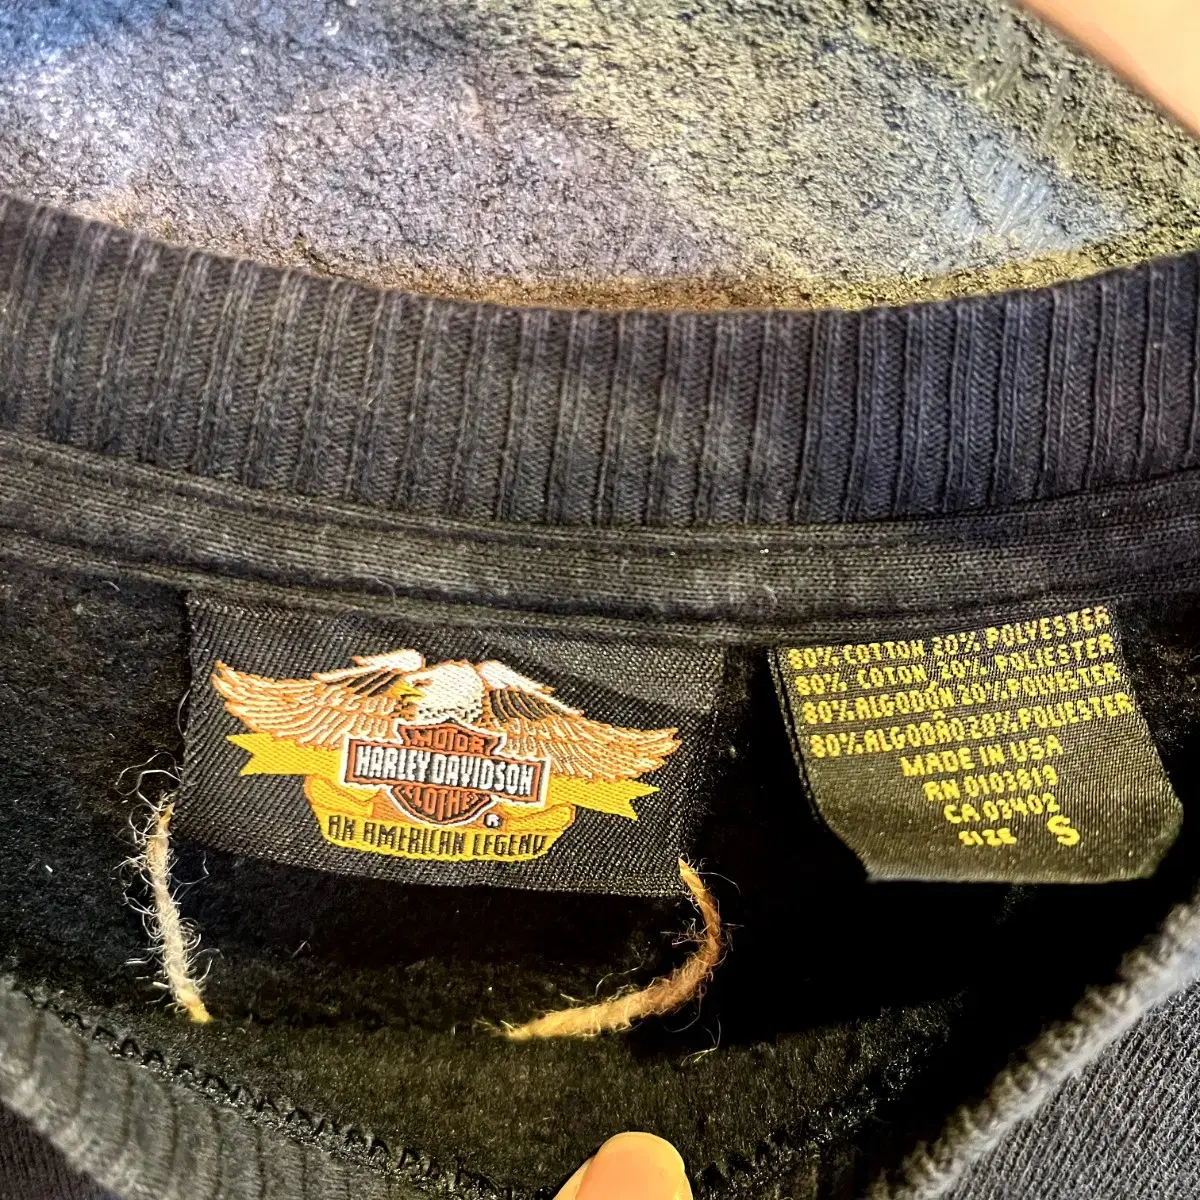 MOTOR
HARLEY DAVIDSON
CLOTHES
®
AN AMERICAN LEGEND
80% COTTON 20% POLYESTER
80% COTON, 20% POLIESTER
80% ALGODÓN 20% POLIESTER
80% ALGODÃO 20% POLIESTER
MADE IN USA
RN 0103819
CA 03402
SIZE S